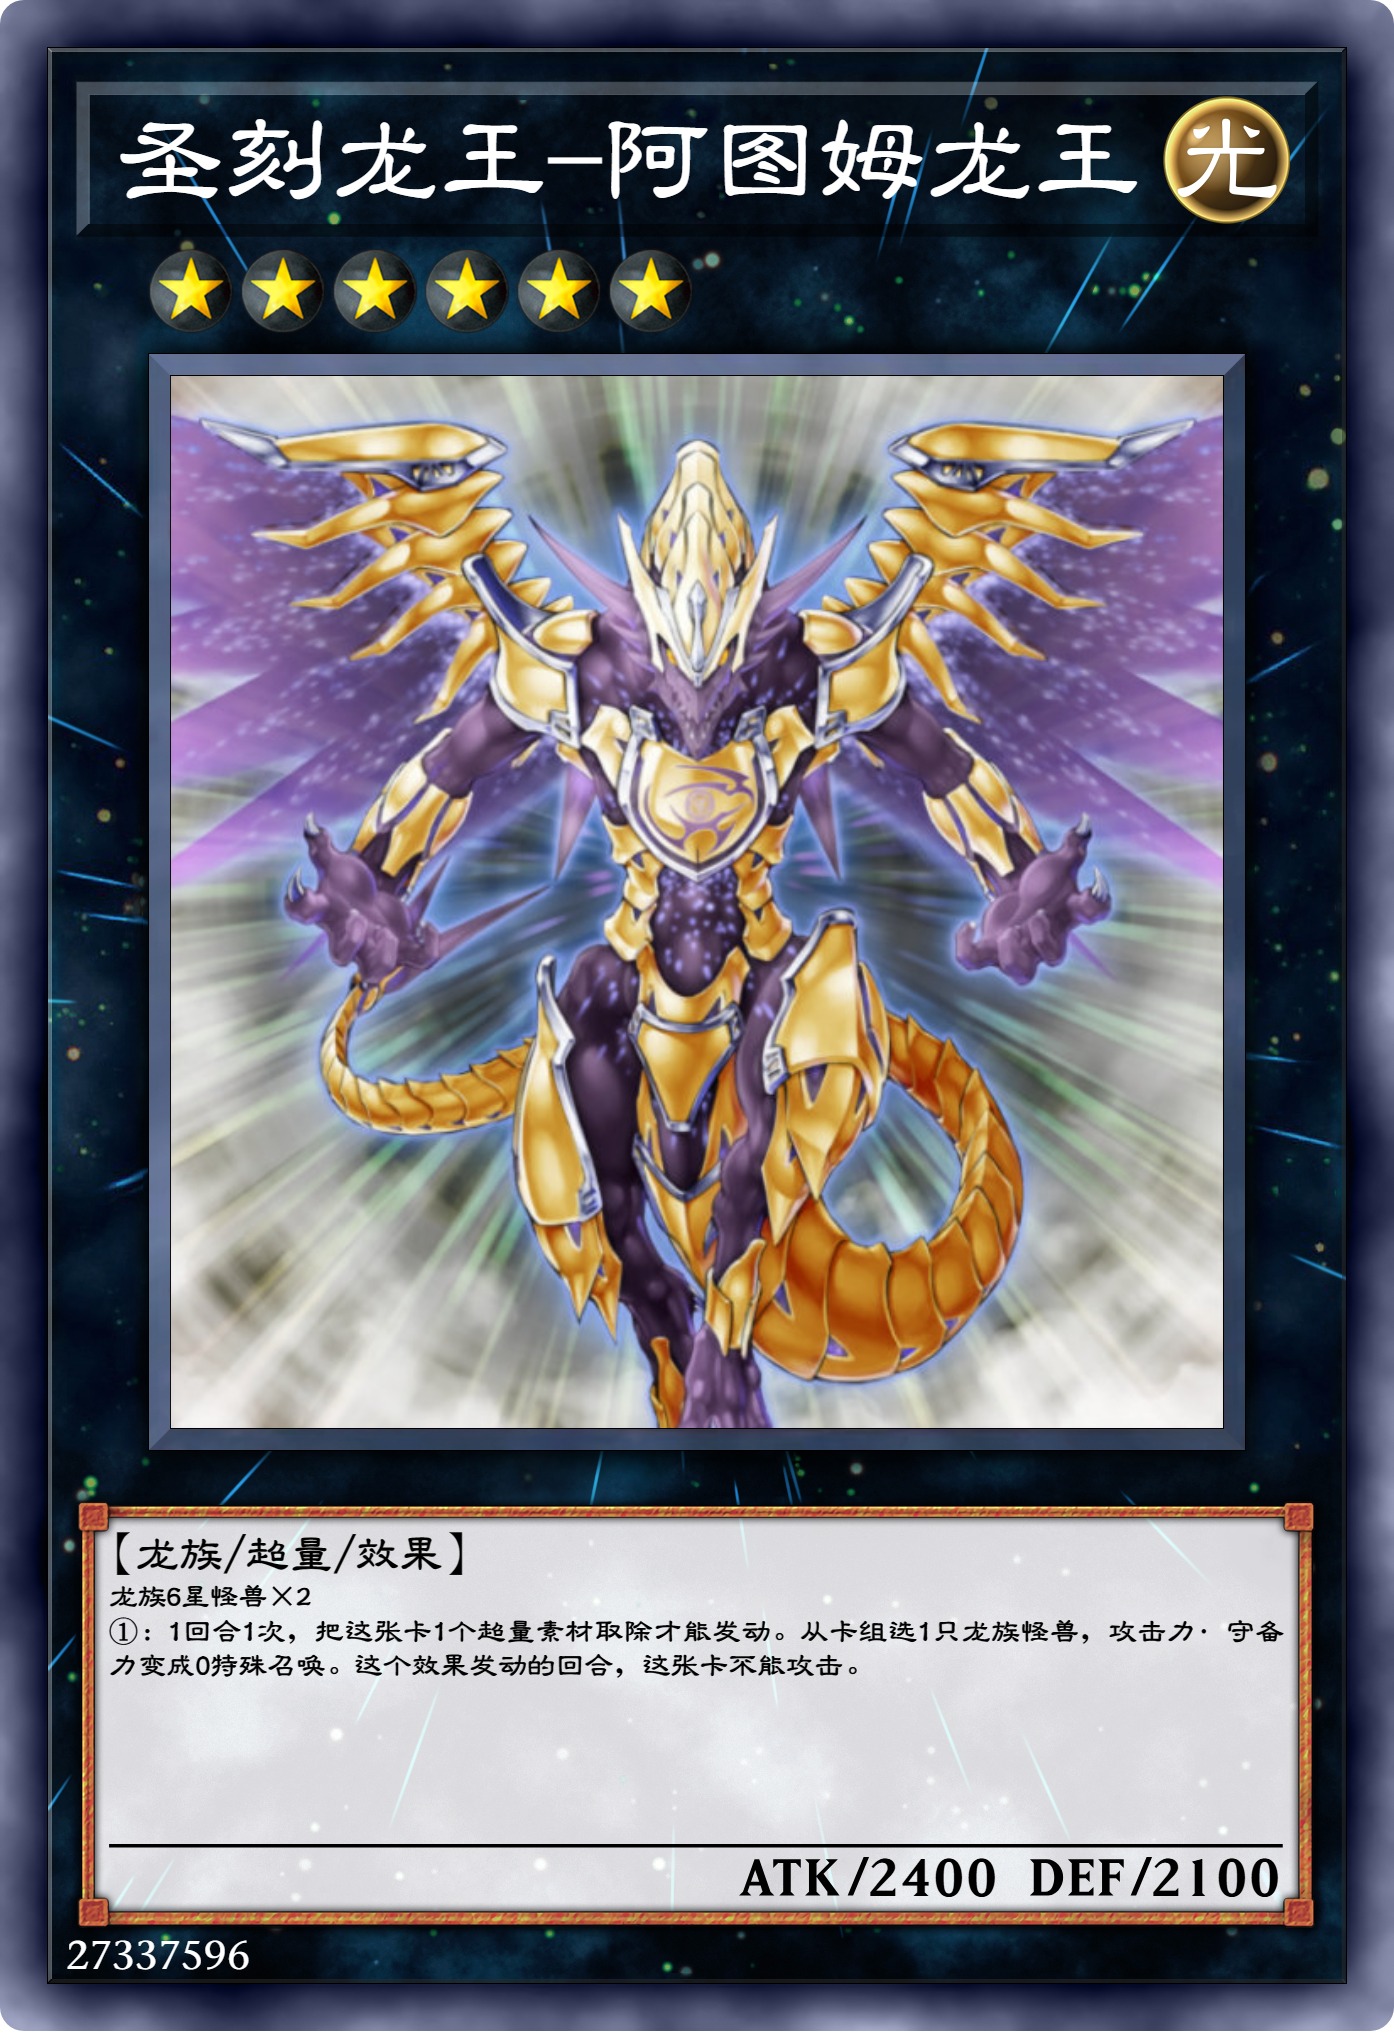 圣刻龙王-阿图姆龙王 光
【龙族/超量/效果】
龙族6星怪兽×2
①：1回合1次，把这张卡1个超量素材取除才能发动。从卡组选1只龙族怪兽，攻击力·守备
力变成0特殊召唤。这个效果发动的回合，这张卡不能攻击。
ATK/2400 DEF/2100
27337596